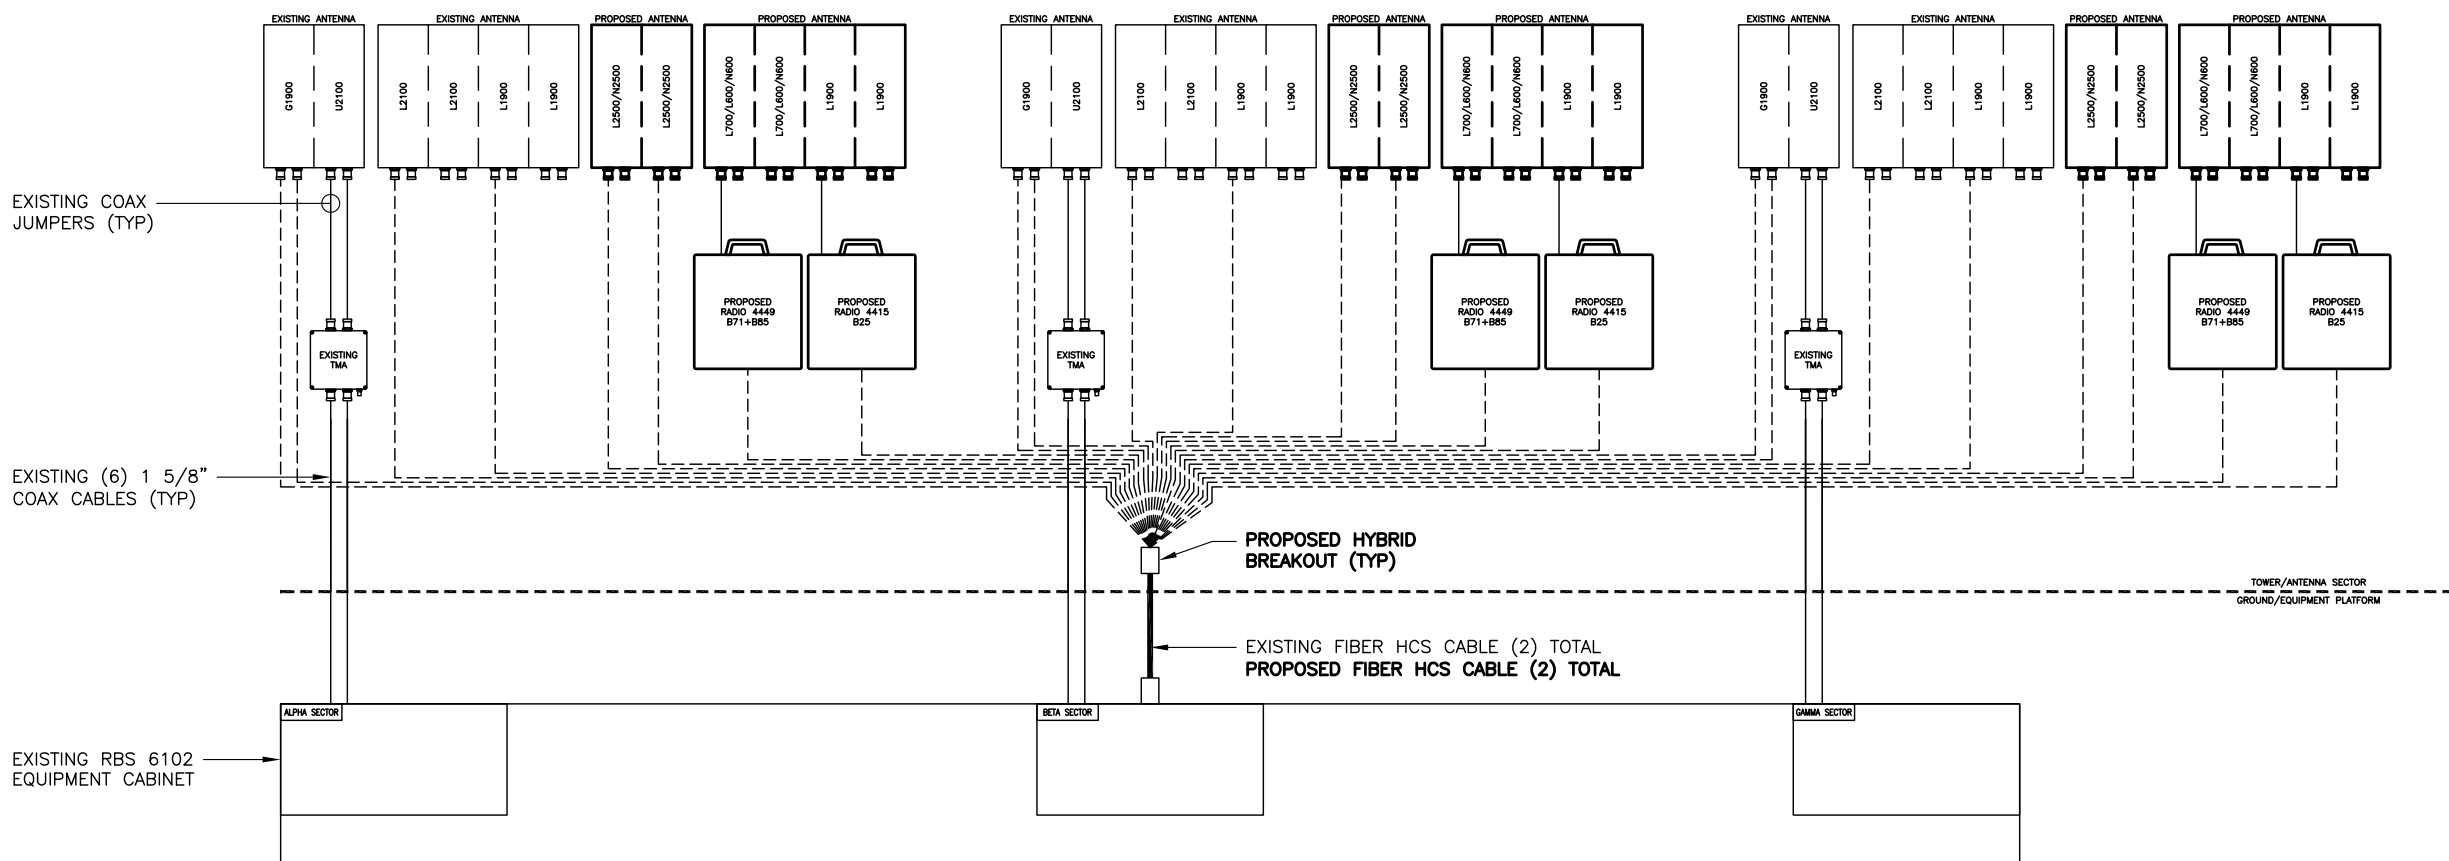 EXISTING ANTENNA
EXISTING ANTENNA
PROPOSED ANTENNA
PROPOSED ANTENNA
EXISTING ANTENNA
EXISTING ANTENNA
PROPOSED ANTENNA
PROPOSED ANTENNA
EXISTING ANTENNA
EXISTING ANTENNA
PROPOSED ANTENNA
PROPOSED ANTENNA
G1900
U2100
L2100
L2100
L1900
L1900
L2500/N2500
L2500/N2500
L700/L600/N600
L700/L600/N600
L1900
L1900
G1900
U2100
L2100
L2100
L1900
L1900
L2500/N2500
L2500/N2500
L700/L600/N600
L700/L600/N600
L1900
L1900
G1900
U2100
L2100
L2100
L1900
L1900
L2500/N2500
L2500/N2500
L700/L600/N600
L700/L600/N600
L1900
L1900
EXISTING COAX
JUMPERS (TYP)
PROPOSED
RADIO 4449
B71+B85
PROPOSED
RADIO 4415
B25
PROPOSED
RADIO 4449
B71+B85
PROPOSED
RADIO 4415
B25
PROPOSED
RADIO 4449
B71+B85
PROPOSED
RADIO 4415
B25
EXISTING
TMA
EXISTING
TMA
EXISTING
TMA
EXISTING (6) 1 5/8"
COAX CABLES (TYP)
PROPOSED HYBRID
BREAKOUT (TYP)
TOWER/ANTENNA SECTOR
GROUND/EQUIPMENT PLATFORM
EXISTING FIBER HCS CABLE (2) TOTAL
PROPOSED FIBER HCS CABLE (2) TOTAL
ALPHA SECTOR
BETA SECTOR
GAMMA SECTOR
EXISTING RBS 6102
EQUIPMENT CABINET